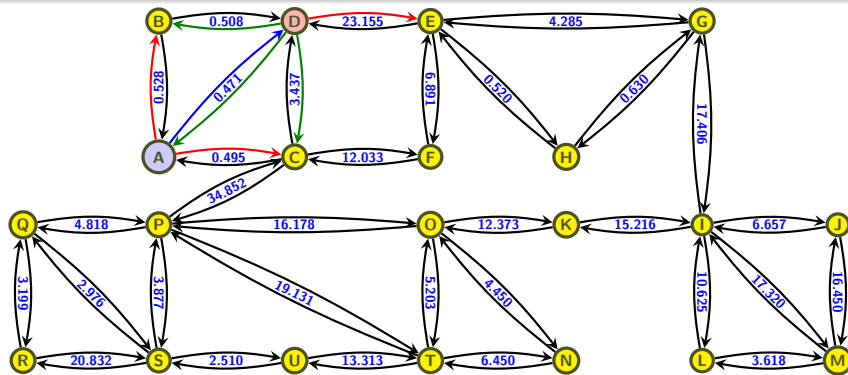 B 0.508 D 23.155 E 4.285 G
0.528 0.471 3.437 6.891 0.520 0.630 17.406
A 0.495 C 12.033 F H
34.852
Q 4.818 P 16.178 O 12.373 K 15.216 I 6.657 J
3.199 2.976 3.877 19.131 5.203 4.450 10.625 17.320 16.450
R 20.832 S 2.510 U 13.313 T 6.450 N L 3.618 M